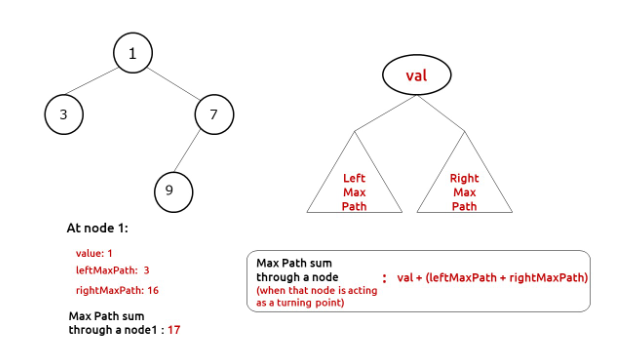 1
3
7
9
val
Left
Max
Path
Right
Max
Path
At node 1:
value: 1
leftMaxPath: 3
rightMaxPath: 16
Max Path sum
through a node1 : 17
Max Path sum
through a node : val + (leftMaxPath + rightMaxPath)
(when that node is acting
as a turning point)